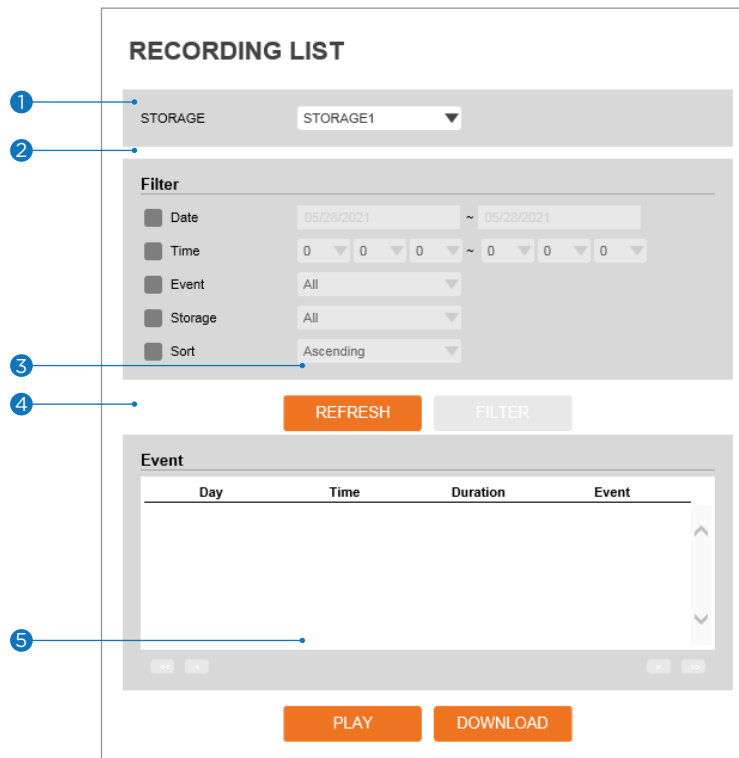 RECORDING LIST
1
STORAGE STORAGE1
2
Filter
Date 05/28/2021 ~ 05/28/2021
Time 0 0 0 ~ 0 0 0
Event All
Storage All
Sort Ascending
3
4
REFRESH FILTER
Event
Day Time Duration Event
5
PLAY DOWNLOAD